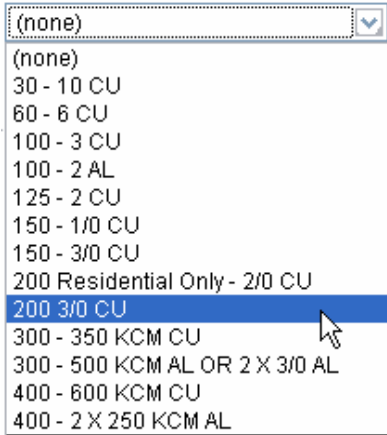 (none)
(none)
30 - 10 CU
60 - 6 CU
100 - 3 CU
100 - 2 AL
125 - 2 CU
150 - 1/0 CU
150 - 3/0 CU
200 Residential Only - 2/0 CU
200 3/0 CU
300 - 350 KCM CU
300 - 500 KCM AL OR 2 X 3/0 AL
400 - 600 KCM CU
400 - 2 X 250 KCM AL